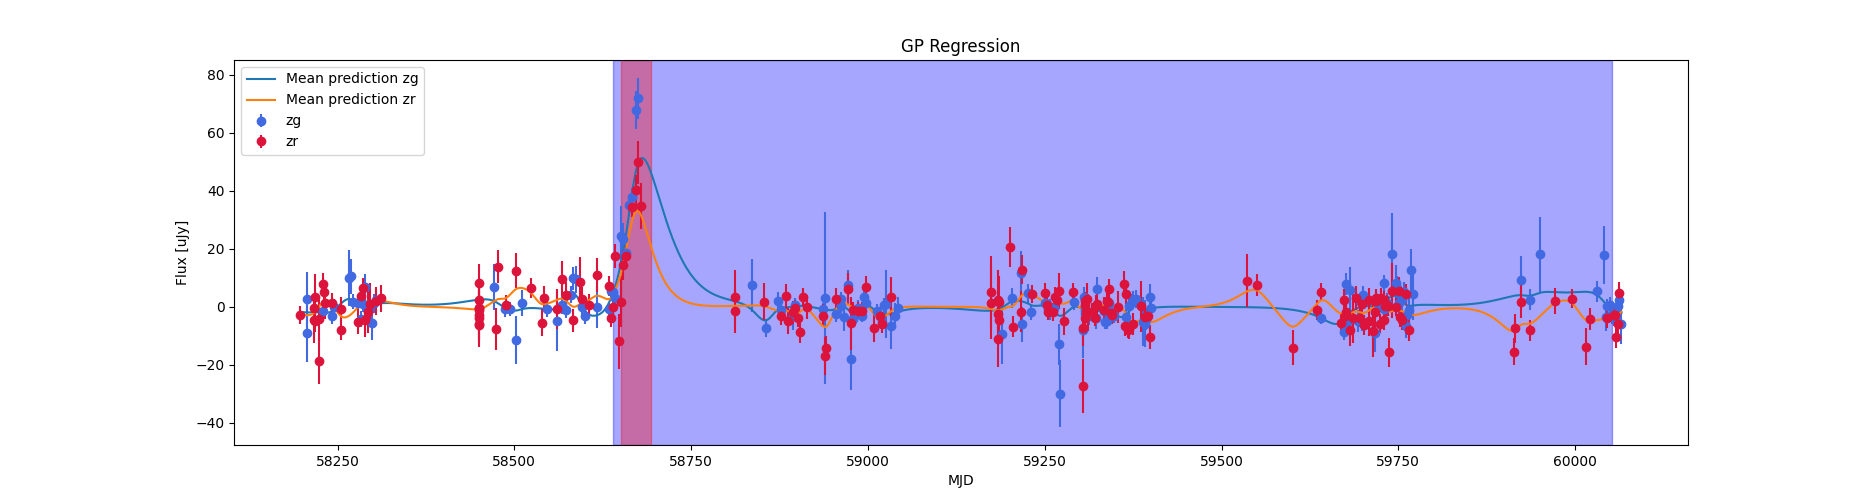 GP Regression
Mean prediction zg
Mean prediction zr
zg
zr
Flux [uJy]
80
60
40
20
0
−20
−40
58250 58500 58750 59000 59250 59500 59750 60000
MJD